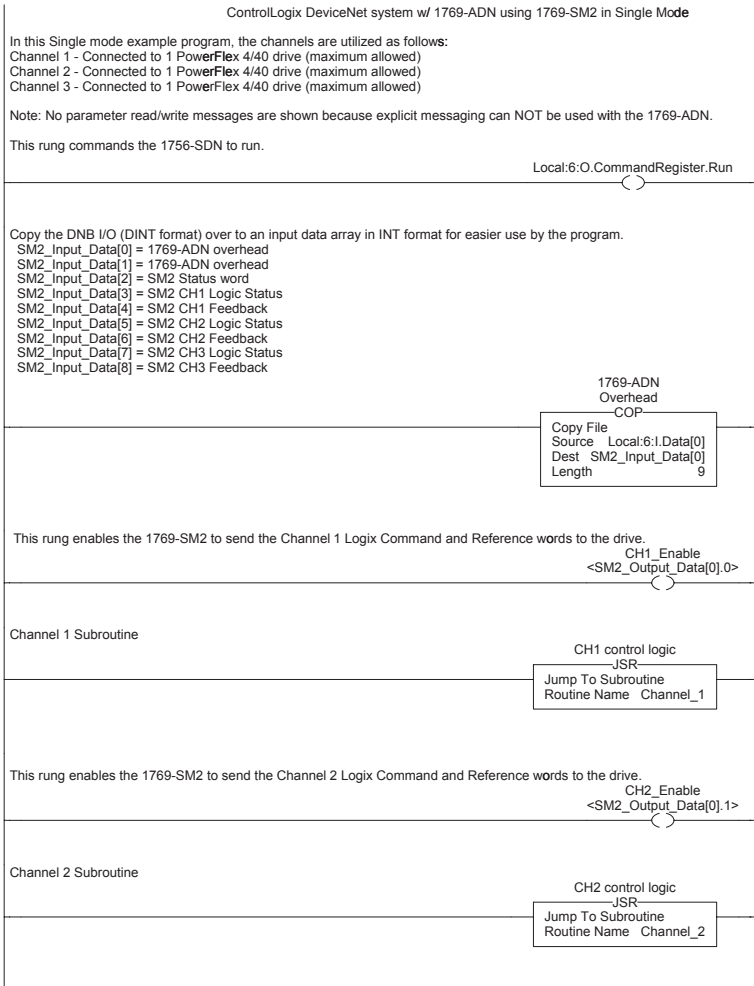 ControlLogix DeviceNet system w/ 1769-ADN using 1769-SM2 in Single Mode
In this Single mode example program, the channels are utilized as follows:
Channel 1 - Connected to 1 PowerFlex 4/40 drive (maximum allowed)
Channel 2 - Connected to 1 PowerFlex 4/40 drive (maximum allowed)
Channel 3 - Connected to 1 PowerFlex 4/40 drive (maximum allowed)
Note: No parameter read/write messages are shown because explicit messaging can NOT be used with the 1769-ADN.
This rung commands the 1756-SDN to run.
Local:6:O.CommandRegister.Run
Copy the DNB I/O (DINT format) over to an input data array in INT format for easier use by the program.
SM2_Input_Data[0] = 1769-ADN overhead
SM2_Input_Data[1] = 1769-ADN overhead
SM2_Input_Data[2] = SM2 Status word
SM2_Input_Data[3] = SM2 CH1 Logic Status
SM2_Input_Data[4] = SM2 CH1 Feedback
SM2_Input_Data[5] = SM2 CH2 Logic Status
SM2_Input_Data[6] = SM2 CH2 Feedback
SM2_Input_Data[7] = SM2 CH3 Logic Status
SM2_Input_Data[8] = SM2 CH3 Feedback
1769-ADN
Overhead
COP
Copy File
Source Local:6:I.Data[0]
Dest SM2_Input_Data[0]
Length 9
This rung enables the 1769-SM2 to send the Channel 1 Logix Command and Reference words to the drive.
CH1_Enable
<SM2_Output_Data[0].0>
Channel 1 Subroutine
CH1 control logic
JSR
Jump To Subroutine
Routine Name Channel_1
This rung enables the 1769-SM2 to send the Channel 2 Logix Command and Reference words to the drive.
CH2_Enable
<SM2_Output_Data[0].1>
Channel 2 Subroutine
CH2 control logic
JSR
Jump To Subroutine
Routine Name Channel_2